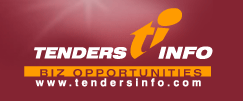 TENDERS ti INFO
BIZ OPPORTUNITIES
www.tendersinfo.com